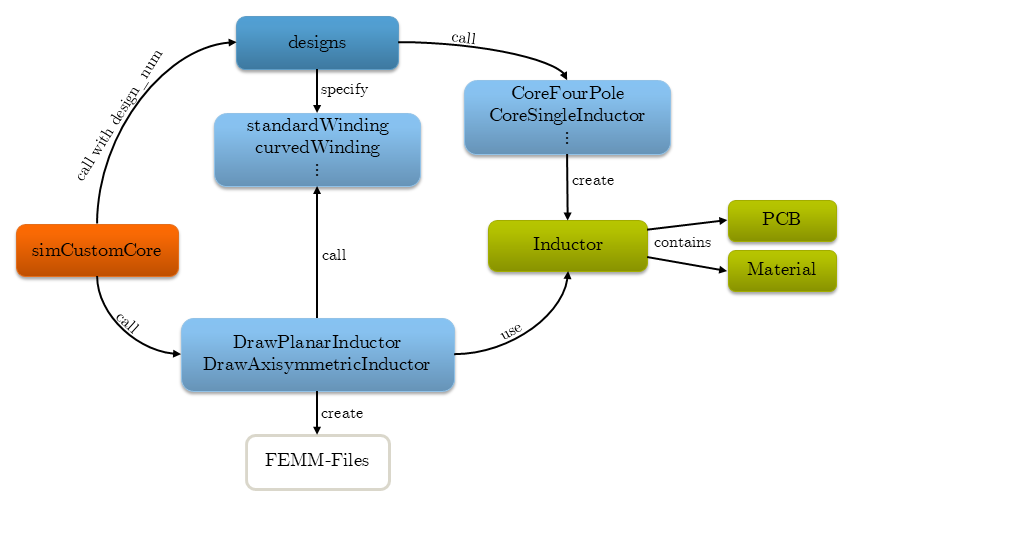 designs
call
call with design_num
specify
CoreFourPole
CoreSingleInductor
⋮
standardWinding
curvedWinding
⋮
create
PCB
simCustomCore
Inductor
contains
Material
call
call
use
DrawPlanarInductor
DrawAxisymmetricInductor
create
FEMM-Files